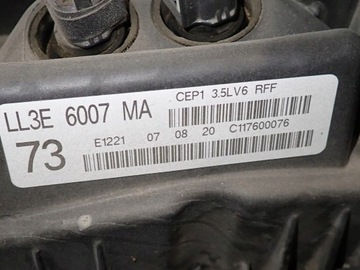 LL3E 6007 MA CEP1 3.5LV6 RFF
73 E1221 07 08 20 C117600076